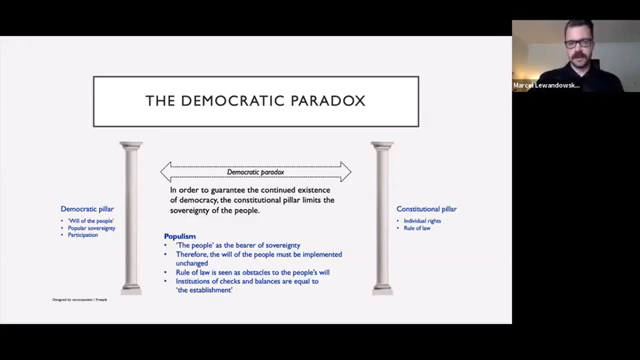 Marcel Lewandowsk...
THE DEMOCRATIC PARADOX
Democratic paradox
In order to guarantee the continued existence
of democracy, the constitutional pillar limits the
sovereignty of the people.
Democratic pillar
• 'Will of the people'
• Popular sovereignty
• Participation
Constitutional pillar
• Individual rights
• Rule of law
Populism
• 'The people' as the bearer of sovereignty
• Therefore, the will of the people must be implemented
unchanged
• Rule of law is seen as obstacles to the people's will
• Institutions of checks and balances are equal to
'the establishment'